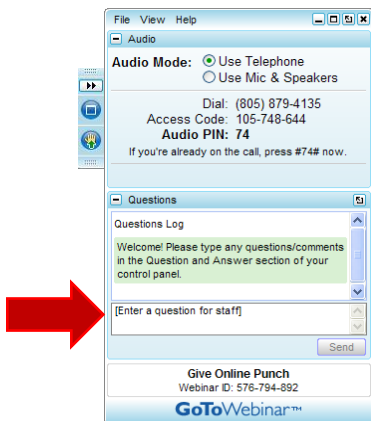 File View Help
Audio
Audio Mode: Use Telephone
Use Mic & Speakers
Dial: (805) 879-4135
Access Code: 105-748-644
Audio PIN: 74
If you're already on the call, press #74# now.
Questions
Questions Log
Welcome! Please type any questions/comments
in the Question and Answer section of your
control panel.
[Enter a question for staff]
Send
Give Online Punch
Webinar ID: 576-794-892
GoToWebinar™